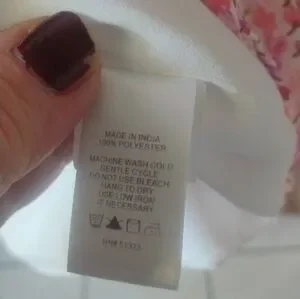 MADE IN INDIA
100% POLYESTER
MACHINE WASH COLD
GENTLE CYCLE
DO NOT USE BLEACH
HANG TO DRY
USE LOW IRON
IF NECESSARY